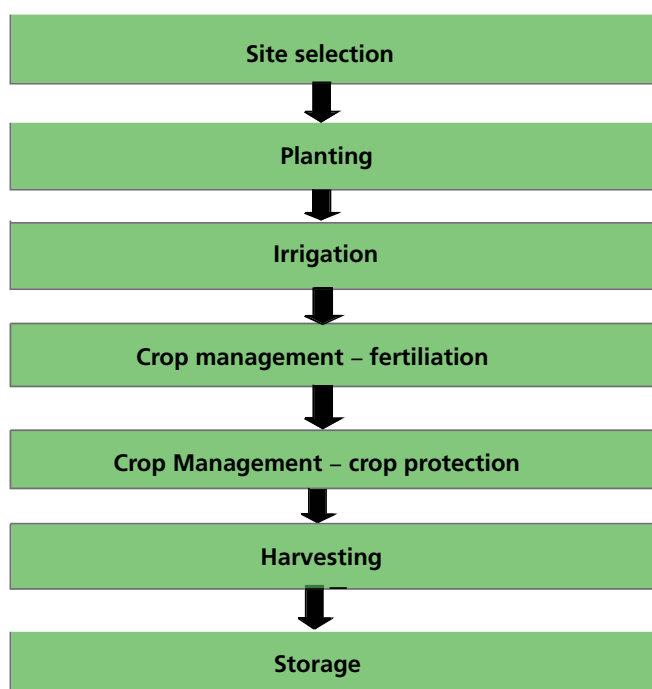 Site selection
Planting
Irrigation
Crop management – fertiliation
Crop Management – crop protection
Harvesting
Storage